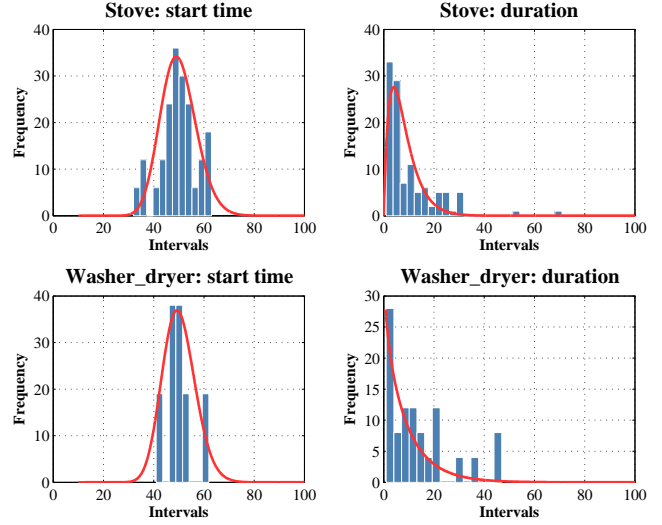 Stove: start time
Stove: duration
Frequency
40
30
20
10
0
0 20 40 60 80 100
Intervals
Frequency
40
30
20
10
0
0 20 40 60 80 100
Intervals
Washer_dryer: start time
Washer_dryer: duration
Frequency
40
30
20
10
0
0 20 40 60 80 100
Intervals
Frequency
30
25
20
15
10
5
0
0 20 40 60 80 100
Intervals